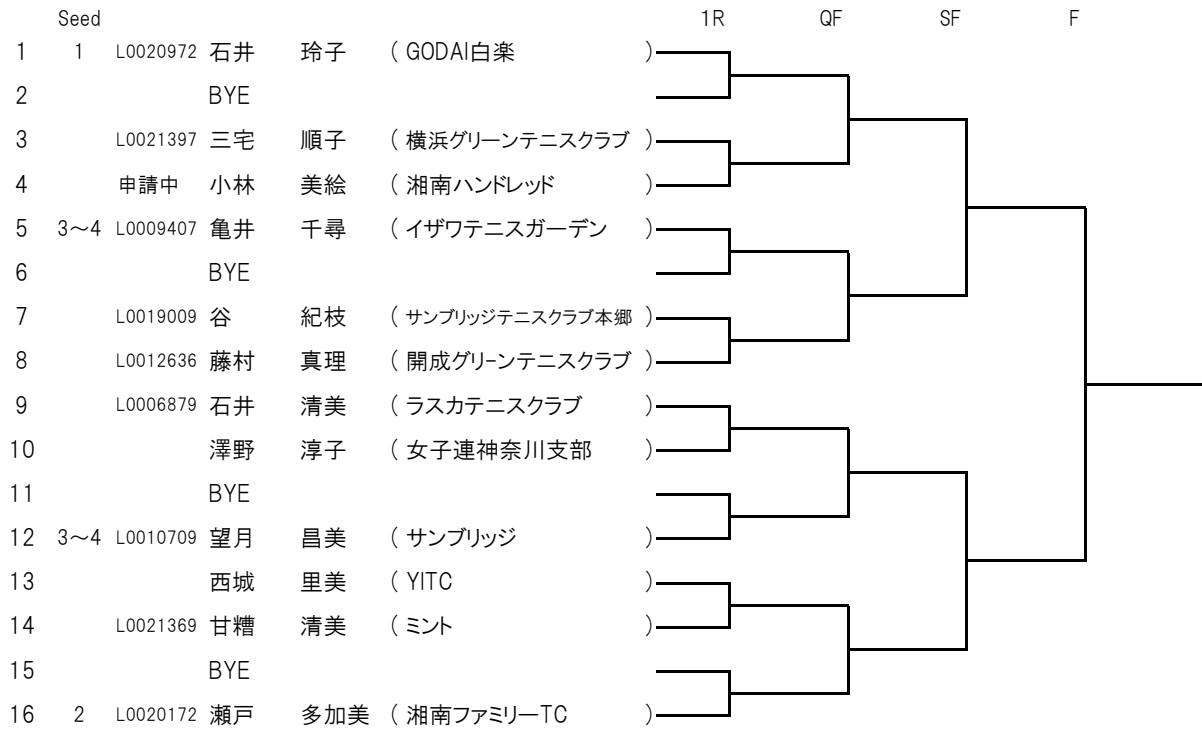 Seed 1R QF SF F
1 1 L0020972 石井 玲子 ( GODAI白楽 )
2 BYE
3 L0021397 三宅 順子 ( 横浜グリーンテニスクラブ )
4 申請中 小林 美絵 ( 湘南ハンドレッド )
5 3～4 L0009407 亀井 千尋 ( イザワテニスガーデン )
6 BYE
7 L0019009 谷 紀枝 ( サンブリッジテニスクラブ本郷 )
8 L0012636 藤村 真理 ( 開成グリ-ンテニスクラブ )
9 L0006879 石井 清美 ( ラスカテニスクラブ )
10 澤野 淳子 ( 女子連神奈川支部 )
11 BYE
12 3～4 L0010709 望月 昌美 ( サンブリッジ )
13 西城 里美 ( YITC )
14 L0021369 甘糟 清美 ( ミント )
15 BYE
16 2 L0020172 瀬戸 多加美 ( 湘南ファミリーTC )